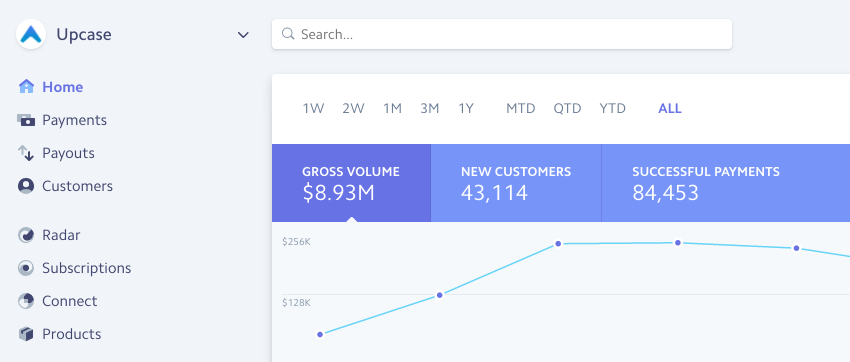 Upcase
Search...
Home
Payments
Payouts
Customers
Radar
Subscriptions
Connect
Products
1W 2W 1M 3M 1Y MTD QTD YTD ALL
GROSS VOLUME
$8.93M
NEW CUSTOMERS
43,114
SUCCESSFUL PAYMENTS
84,453
$256K
$128K